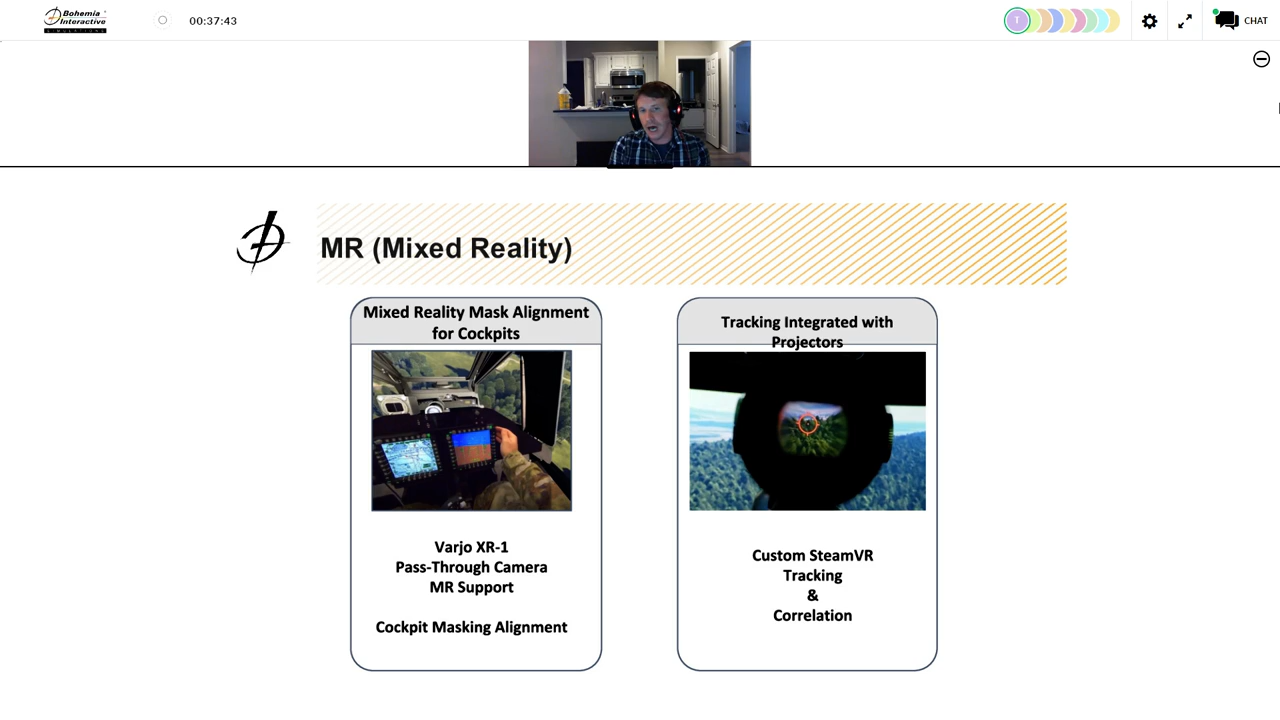 Bohemia
Interactive
SIMULATIONS
00:37:43
T
CHAT
MR (Mixed Reality)
Mixed Reality Mask Alignment
for Cockpits
Varjo XR-1
Pass-Through Camera
MR Support
Cockpit Masking Alignment
Tracking Integrated with
Projectors
Custom SteamVR
Tracking
&
Correlation